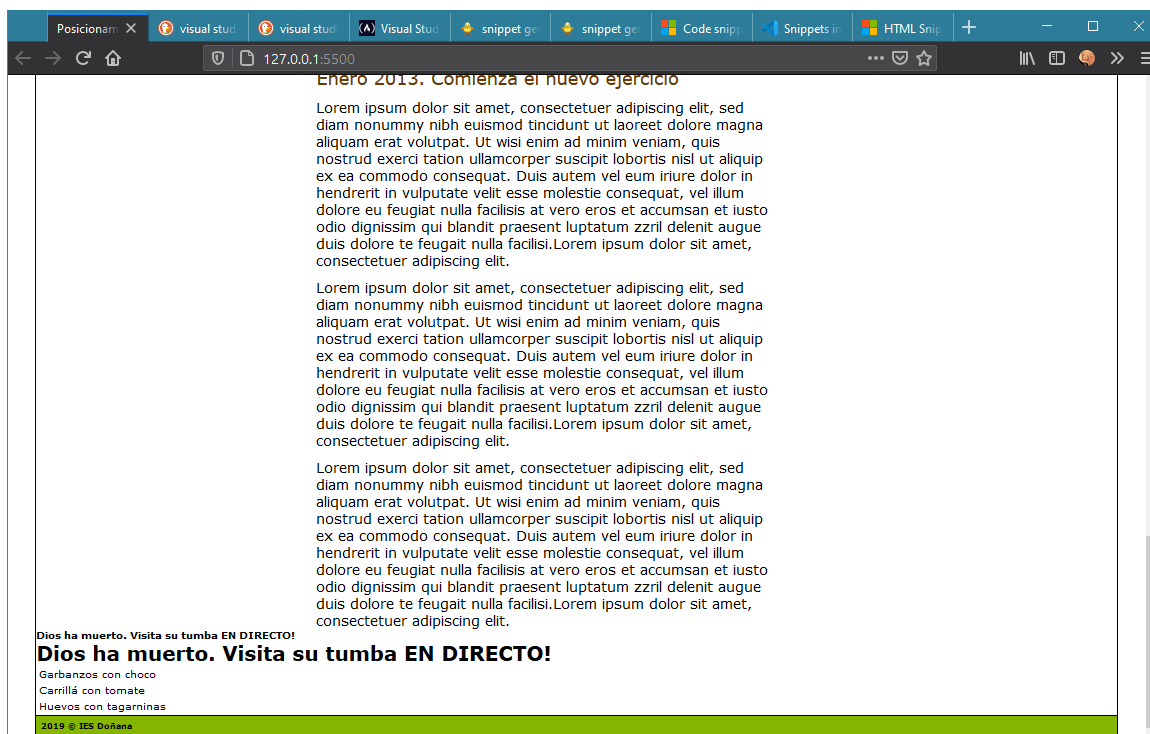 Posicionam
visual stud
visual stud
(A) Visual Stud
snippet ge
snippet ge
Code snipp
Snippets in
HTML Snip
127.0.0.1:5500
Enero 2013. Comienza el nuevo ejercicio
Lorem ipsum dolor sit amet, consectetuer adipiscing elit, sed
diam nonummy nibh euismod tincidunt ut laoreet dolore magna
aliquam erat volutpat. Ut wisi enim ad minim veniam, quis
nostrud exerci tation ullamcorper suscipit lobortis nisl ut aliquip
ex ea commodo consequat. Duis autem vel eum iriure dolor in
hendrerit in vulputate velit esse molestie consequat, vel illum
dolore eu feugiat nulla facilisis at vero eros et accumsan et iusto
odio dignissim qui blandit praesent luptatum zzril delenit augue
duis dolore te feugait nulla facilisi.Lorem ipsum dolor sit amet,
consectetuer adipiscing elit.
Lorem ipsum dolor sit amet, consectetuer adipiscing elit, sed
diam nonummy nibh euismod tincidunt ut laoreet dolore magna
aliquam erat volutpat. Ut wisi enim ad minim veniam, quis
nostrud exerci tation ullamcorper suscipit lobortis nisl ut aliquip
ex ea commodo consequat. Duis autem vel eum iriure dolor in
hendrerit in vulputate velit esse molestie consequat, vel illum
dolore eu feugiat nulla facilisis at vero eros et accumsan et iusto
odio dignissim qui blandit praesent luptatum zzril delenit augue
duis dolore te feugait nulla facilisi.Lorem ipsum dolor sit amet,
consectetuer adipiscing elit.
Lorem ipsum dolor sit amet, consectetuer adipiscing elit, sed
diam nonummy nibh euismod tincidunt ut laoreet dolore magna
aliquam erat volutpat. Ut wisi enim ad minim veniam, quis
nostrud exerci tation ullamcorper suscipit lobortis nisl ut aliquip
ex ea commodo consequat. Duis autem vel eum iriure dolor in
hendrerit in vulputate velit esse molestie consequat, vel illum
dolore eu feugiat nulla facilisis at vero eros et accumsan et iusto
odio dignissim qui blandit praesent luptatum zzril delenit augue
duis dolore te feugait nulla facilisi.Lorem ipsum dolor sit amet,
consectetuer adipiscing elit.
Dios ha muerto. Visita su tumba EN DIRECTO!
Dios ha muerto. Visita su tumba EN DIRECTO!
Garbanzos con choco
Carrillá con tomate
Huevos con tagarninas
2019 © IES Doñana